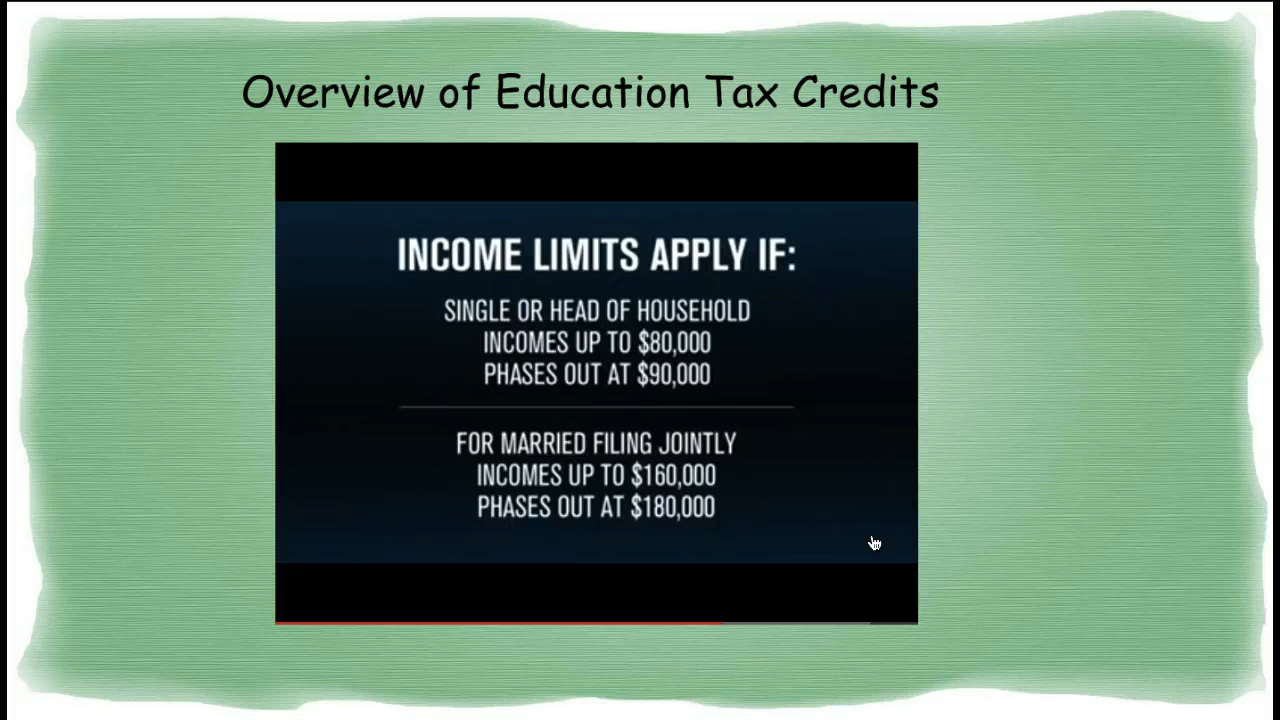 Overview of Education Tax Credits
INCOME LIMITS APPLY IF:
SINGLE OR HEAD OF HOUSEHOLD
INCOMES UP TO $80,000
PHASES OUT AT $90,000
FOR MARRIED FILING JOINTLY
INCOMES UP TO $160,000
PHASES OUT AT $180,000